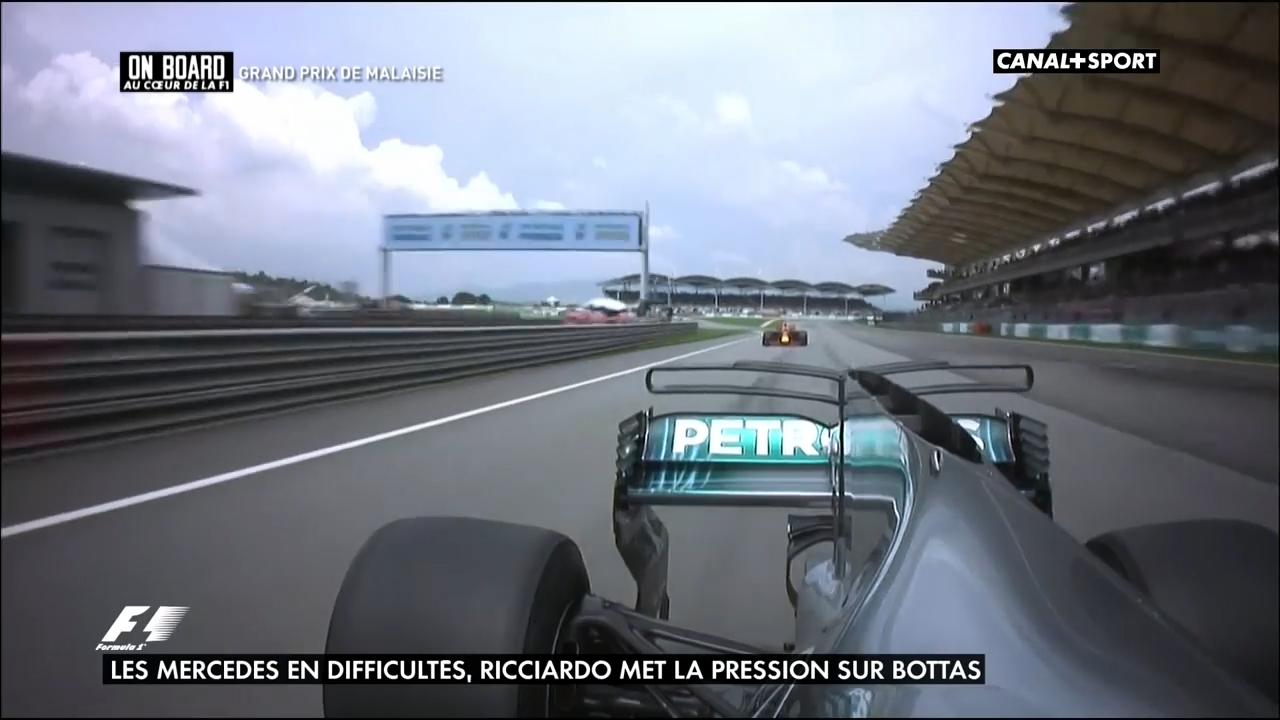 ON BOARD
AU CŒUR DE LA F1
GRAND PRIX DE MALAISIE
CANAL+SPORT
PETR
S
F1
Formula 1
LES MERCEDES EN DIFFICULTÉS, RICCIARDO MET LA PRESSION SUR BOTTAS